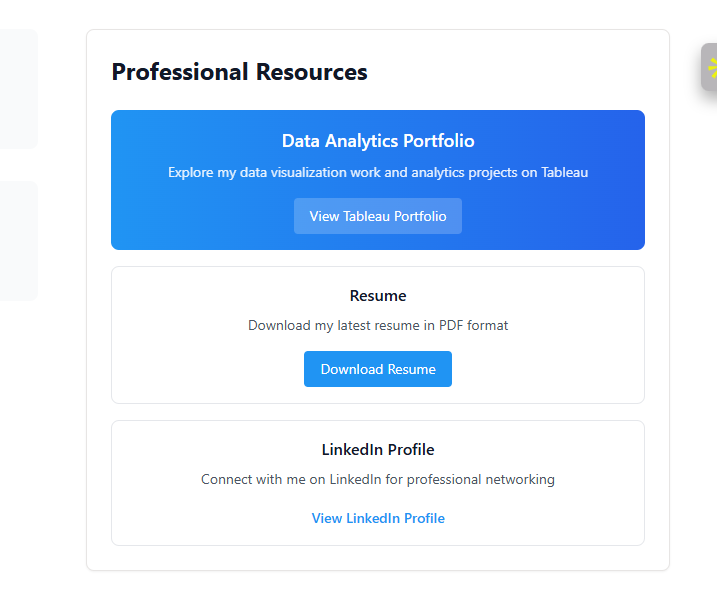 Professional Resources
Data Analytics Portfolio
Explore my data visualization work and analytics projects on Tableau
View Tableau Portfolio
Resume
Download my latest resume in PDF format
Download Resume
LinkedIn Profile
Connect with me on LinkedIn for professional networking
View LinkedIn Profile